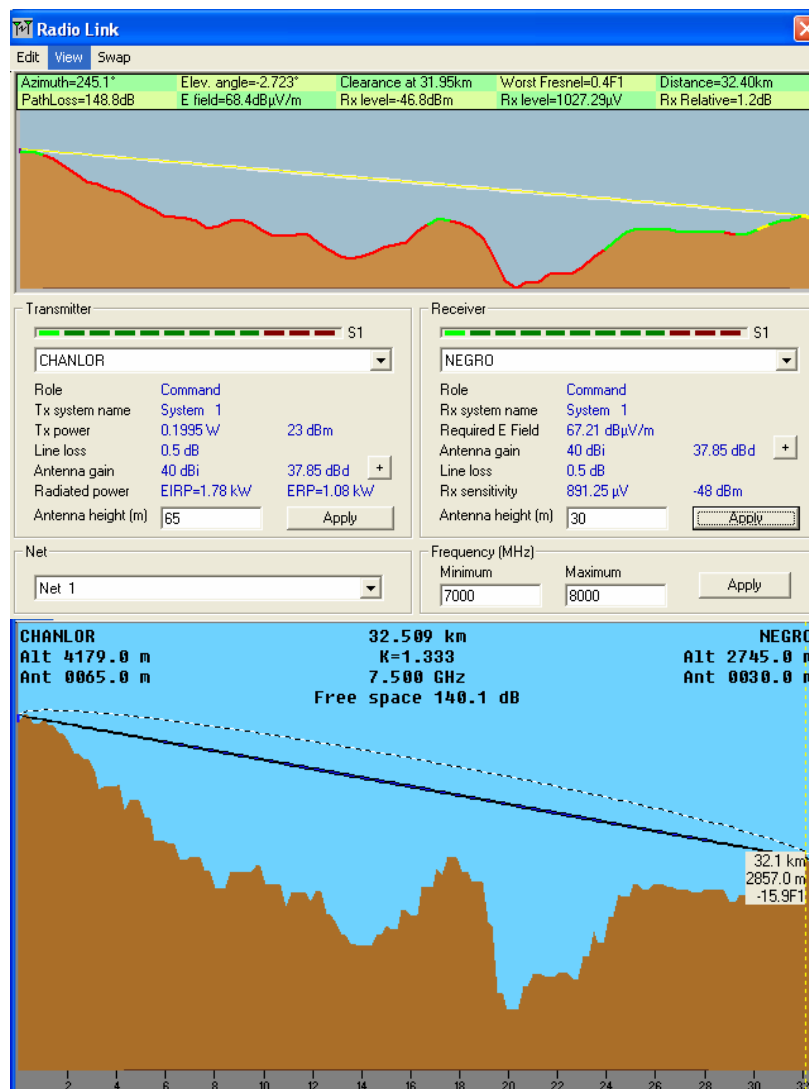 Radio Link
Edit View Swap
Azimuth=245.1° Elev. angle=-2.723° Clearance at 31.95km Worst Fresnel=0.4F1 Distance=32.40km
PathLoss=148.8dB E field=68.4dBµV/m Rx level=-46.8dBm Rx level=1027.29µV Rx Relative=1.2dB
Transmitter
S1
CHANLOR
Role Command
Tx system name System 1
Tx power 0.1995 W 23 dBm
Line loss 0.5 dB
Antenna gain 40 dBi 37.85 dBd +
Radiated power EIRP=1.78 kW ERP=1.08 kW
Antenna height (m) 65 Apply
Receiver
S1
NEGRO
Role Command
Rx system name System 1
Required E Field 67.21 dBµV/m
Antenna gain 40 dBi 37.85 dBd +
Line loss 0.5 dB
Rx sensitivity 891.25 µV -48 dBm
Antenna height (m) 30 Apply
Net
Net 1
Frequency (MHz)
Minimum Maximum
7000 8000 Apply
CHANLOR 32.509 km NEGRO
Alt 4179.0 m K=1.333 Alt 2745.0 m
Ant 0065.0 m 7.500 GHz Ant 0030.0 m
Free space 140.1 dB
32.1 km
2857.0 m
-15.9F1
2 4 6 8 10 12 14 16 18 20 22 24 26 28 30